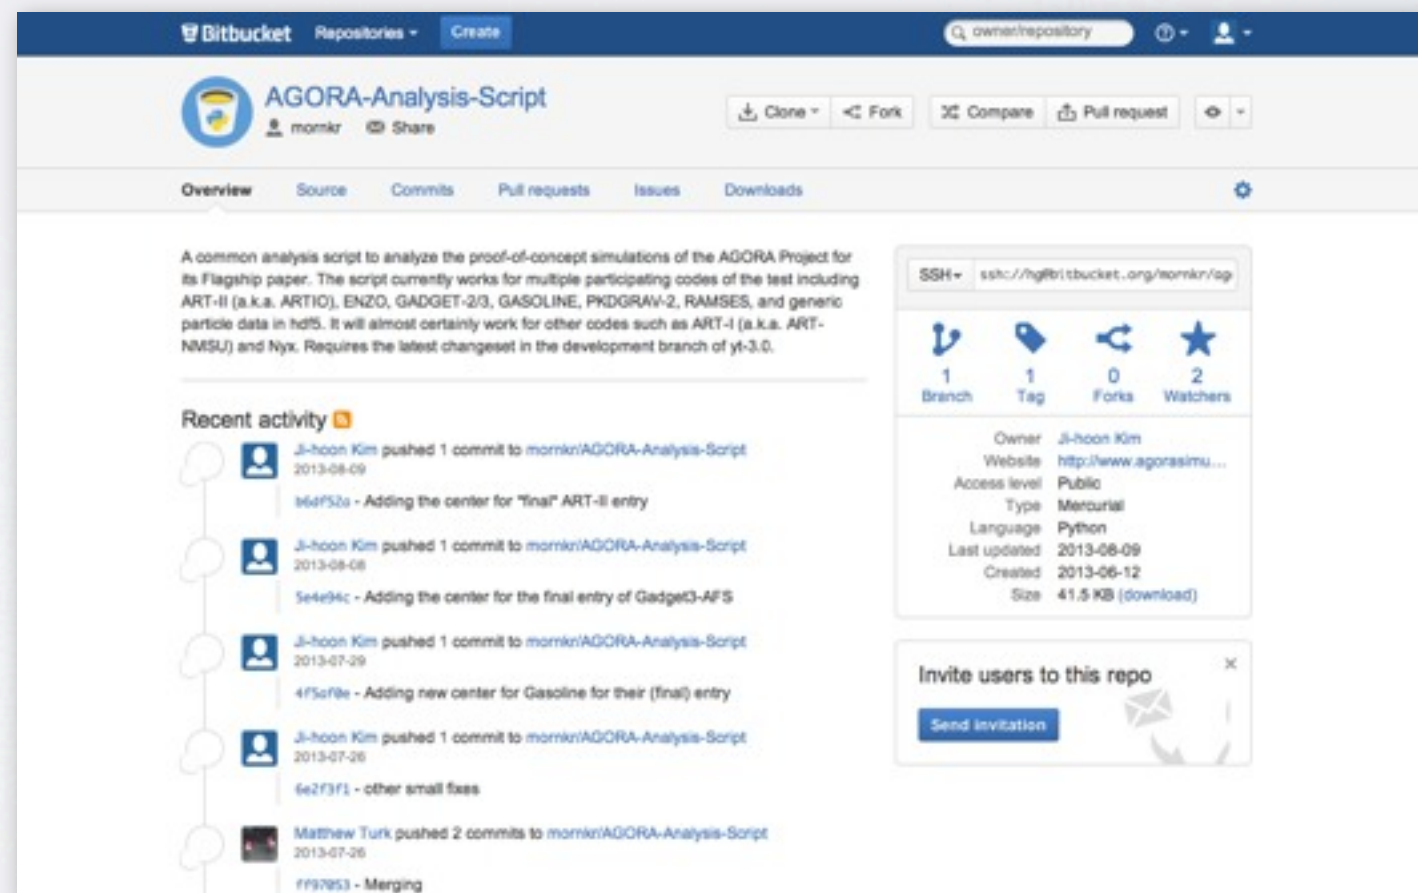 Bitbucket Repositories Create owner/repository
AGORA-Analysis-Script
mornkr Share
Clone Fork Compare Pull request
Overview Source Commits Pull requests Issues Downloads
A common analysis script to analyze the proof-of-concept simulations of the AGORA Project for
its Flagship paper. The script currently works for multiple participating codes of the test including
ART-II (a.k.a. ARTIO), ENZO, GADGET-2/3, GASOLINE, PKDGRAV-2, RAMSES, and generic
particle data in hdf5. It will almost certainly work for other codes such as ART-I (a.k.a. ART-
NMSU) and Nyx. Requires the latest changeset in the development branch of yt-3.0.
Recent activity
Ji-hoon Kim pushed 1 commit to mornkr/AGORA-Analysis-Script
2013-08-09
b6df52a - Adding the center for "final" ART-II entry
Ji-hoon Kim pushed 1 commit to mornkr/AGORA-Analysis-Script
2013-08-08
5e4e94c - Adding the center for the final entry of Gadget3-AFS
Ji-hoon Kim pushed 1 commit to mornkr/AGORA-Analysis-Script
2013-07-29
4f5af0e - Adding new center for Gasoline for their (final) entry
Ji-hoon Kim pushed 1 commit to mornkr/AGORA-Analysis-Script
2013-07-26
6e2f3f1 - other small fixes
Matthew Turk pushed 2 commits to mornkr/AGORA-Analysis-Script
2013-07-26
ff97053 - Merging
SSH ssh://hg@bitbucket.org/mornkr/ag
1 1 0 2
Branch Tag Forks Watchers
Owner Ji-hoon Kim
Website http://www.agorasimu...
Access level Public
Type Mercurial
Language Python
Last updated 2013-08-09
Created 2013-06-12
Size 41.5 KB (download)
Invite users to this repo
Send invitation